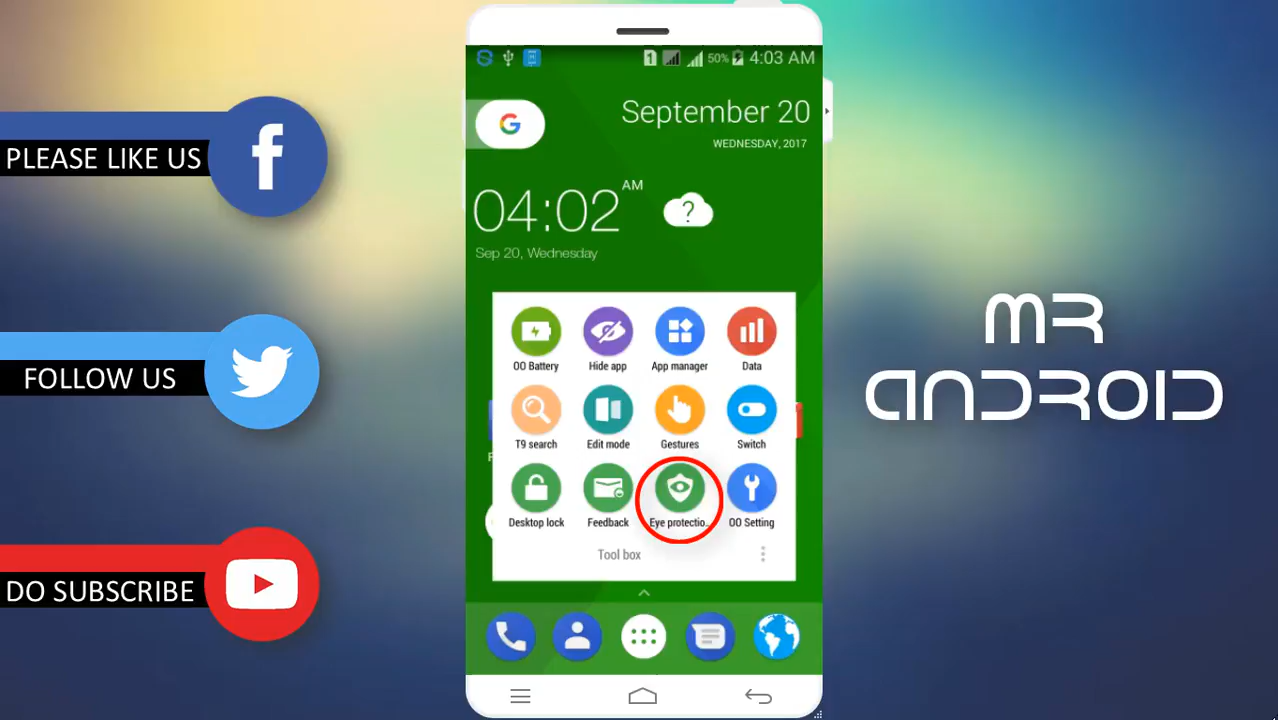 PLEASE LIKE US
f
FOLLOW US
DO SUBSCRIBE
1
50%
4:03 AM
G
September 20
WEDNESDAY, 2017
04:02 AM
?
Sep 20, Wednesday
OO Battery
Hide app
App manager
Data
T9 search
Edit mode
Gestures
Switch
Desktop lock
Feedback
Eye protectio..
OO Setting
Tool box
MR
ANDROID